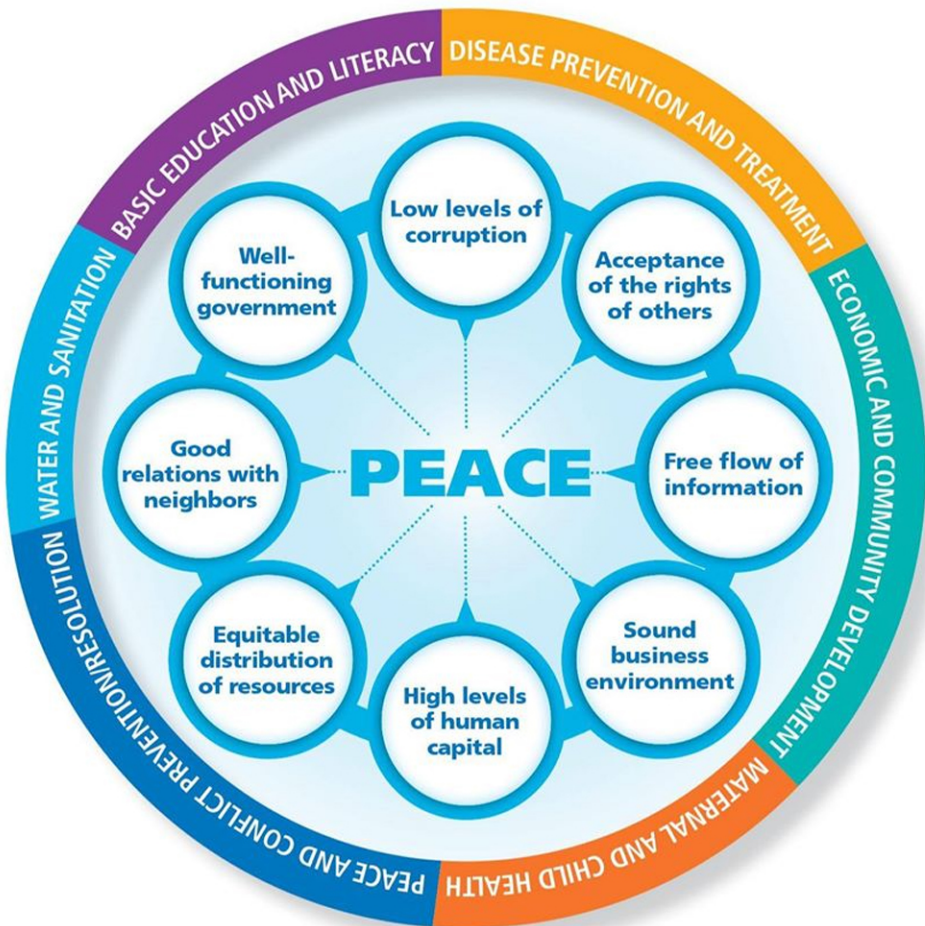 BASIC EDUCATION AND LITERACY
DISEASE PREVENTION AND TREATMENT
ECONOMIC AND COMMUNITY DEVELOPMENT
MATERNAL AND CHILD HEALTH
PEACE AND CONFLICT PREVENTION/RESOLUTION
WATER AND SANITATION
Low levels of
corruption
Acceptance
of the rights
of others
Free flow of
information
Sound
business
environment
High levels
of human
capital
Equitable
distribution
of resources
Good
relations with
neighbors
Well-
functioning
government
PEACE